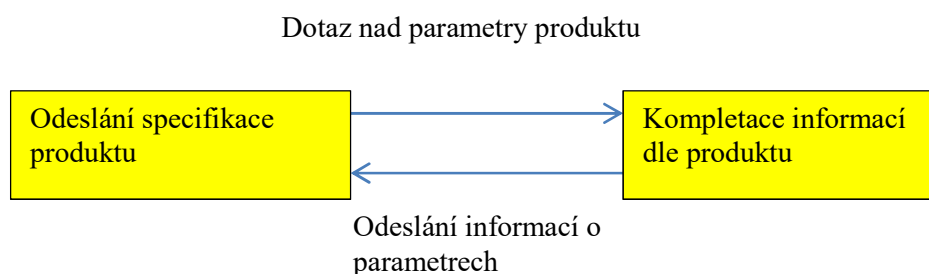 Dotaz nad parametry produktu
Odeslání specifikace
produktu
Kompletace informací
dle produktu
Odeslání informací o
parametrech